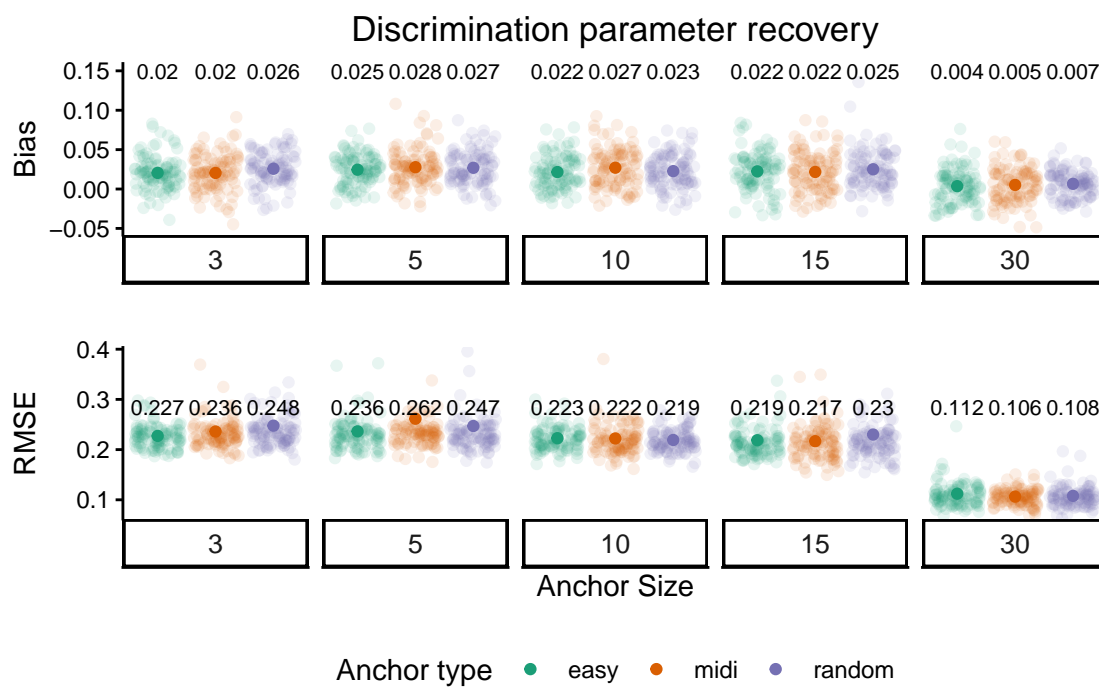 Discrimination parameter recovery
Bias
0.15
0.10
0.05
0.00
−0.05
0.02 0.02 0.026
0.025 0.028 0.027
0.022 0.027 0.023
0.022 0.022 0.025
0.004 0.005 0.007
3 5 10 15 30
RMSE
0.4
0.3
0.2
0.1
0.227 0.236 0.248
0.236 0.262 0.247
0.223 0.222 0.219
0.219 0.217 0.23
0.112 0.106 0.108
3 5 10 15 30
Anchor Size
Anchor type easy midi random